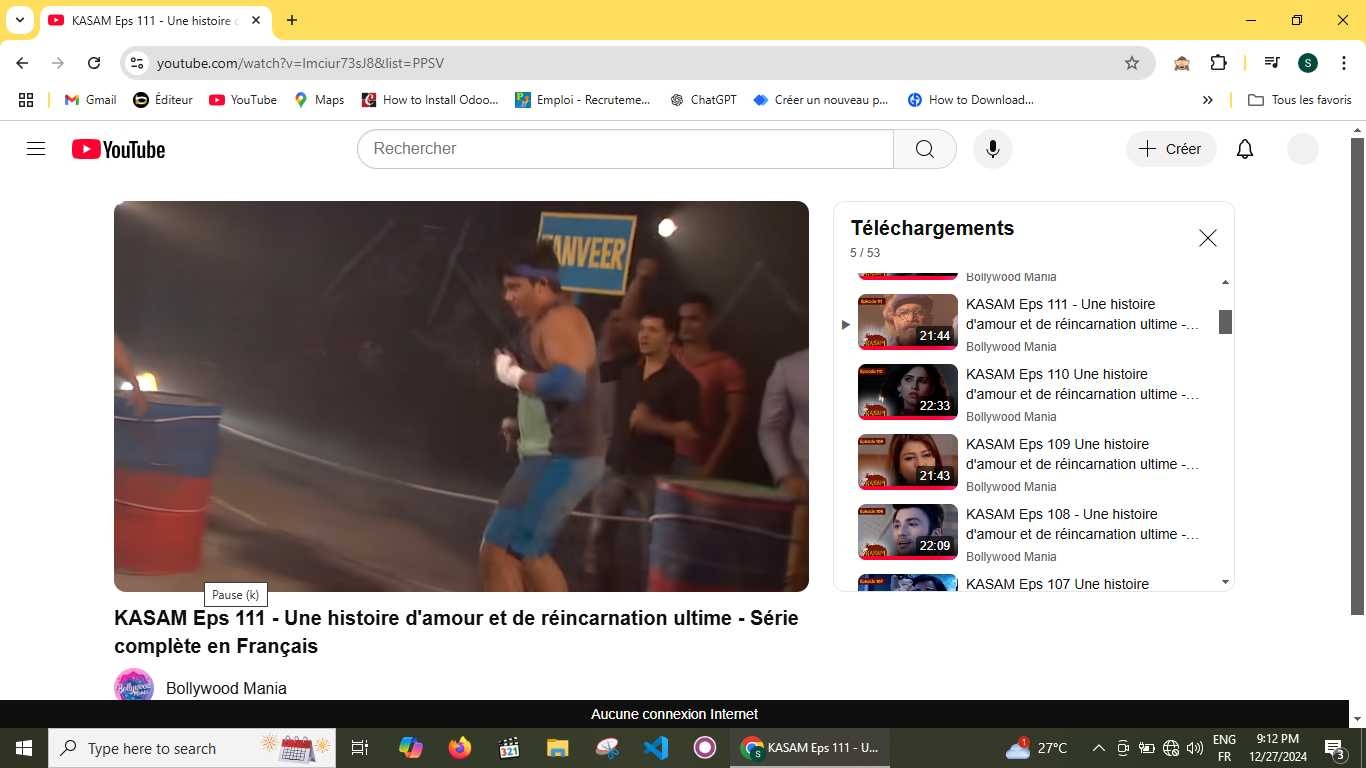 KASAM Eps 111 - Une histoire d
youtube.com/watch?v=Imciur73sJ8&list=PPSV
Gmail
Éditeur
YouTube
Maps
How to Install Odoo...
Emploi - Recruteme...
ChatGPT
Créer un nouveau p...
How to Download...
Tous les favoris
S
YouTube
Rechercher
Créer
ANVEER
Téléchargements
5 / 53
Bollywood Mania
KASAM Eps 111 - Une histoire
d'amour et de réincarnation ultime -...
Bollywood Mania
21:44
KASAM Eps 110 Une histoire
d'amour et de réincarnation ultime -...
Bollywood Mania
22:33
KASAM Eps 109 Une histoire
d'amour et de réincarnation ultime -...
Bollywood Mania
21:43
KASAM Eps 108 - Une histoire
d'amour et de réincarnation ultime -...
Bollywood Mania
22:09
KASAM Eps 107 Une histoire
Pause (k)
KASAM Eps 111 - Une histoire d'amour et de réincarnation ultime - Série
complète en Français
Bollywood Mania
Aucune connexion Internet
Type here to search
KASAM Eps 111 - U...
27°C
ENG
FR
9:12 PM
12/27/2024
3